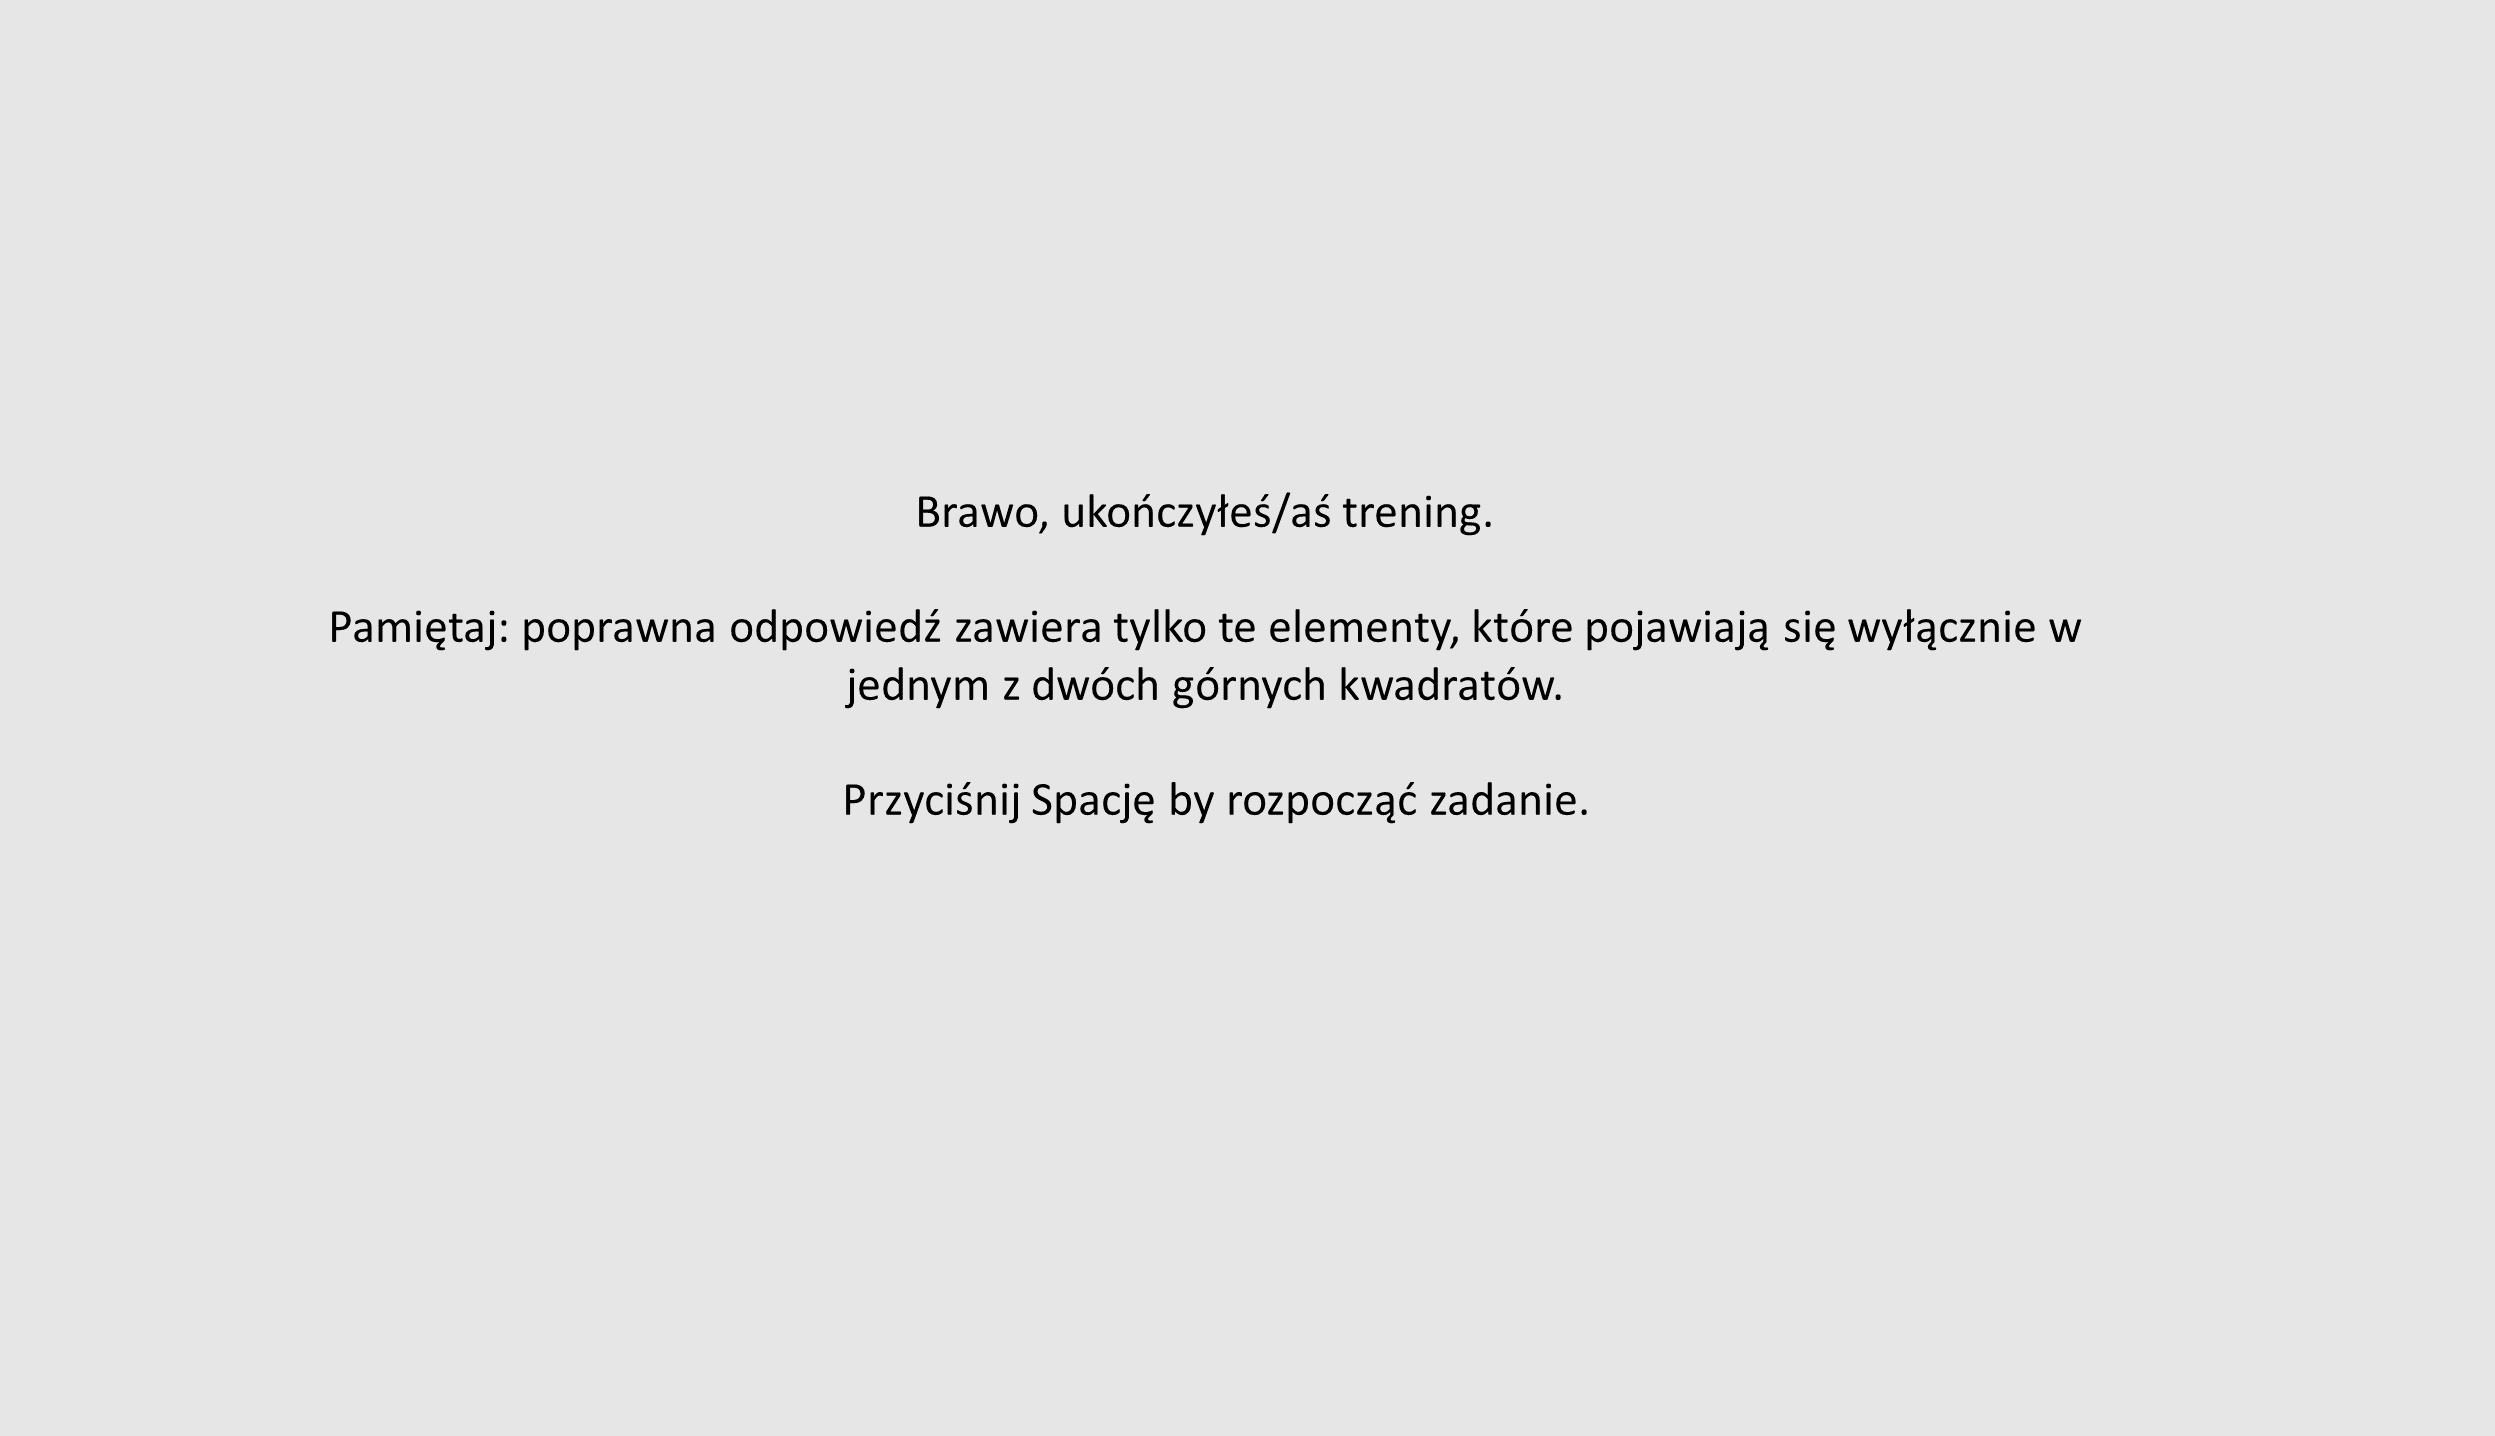 Brawo, ukończyłeś/aś trening.
Pamiętaj: poprawna odpowiedź zawiera tylko te elementy, które pojawiają się wyłącznie w
jednym z dwóch górnych kwadratów.
Przyciśnij Spację by rozpocząć zadanie.